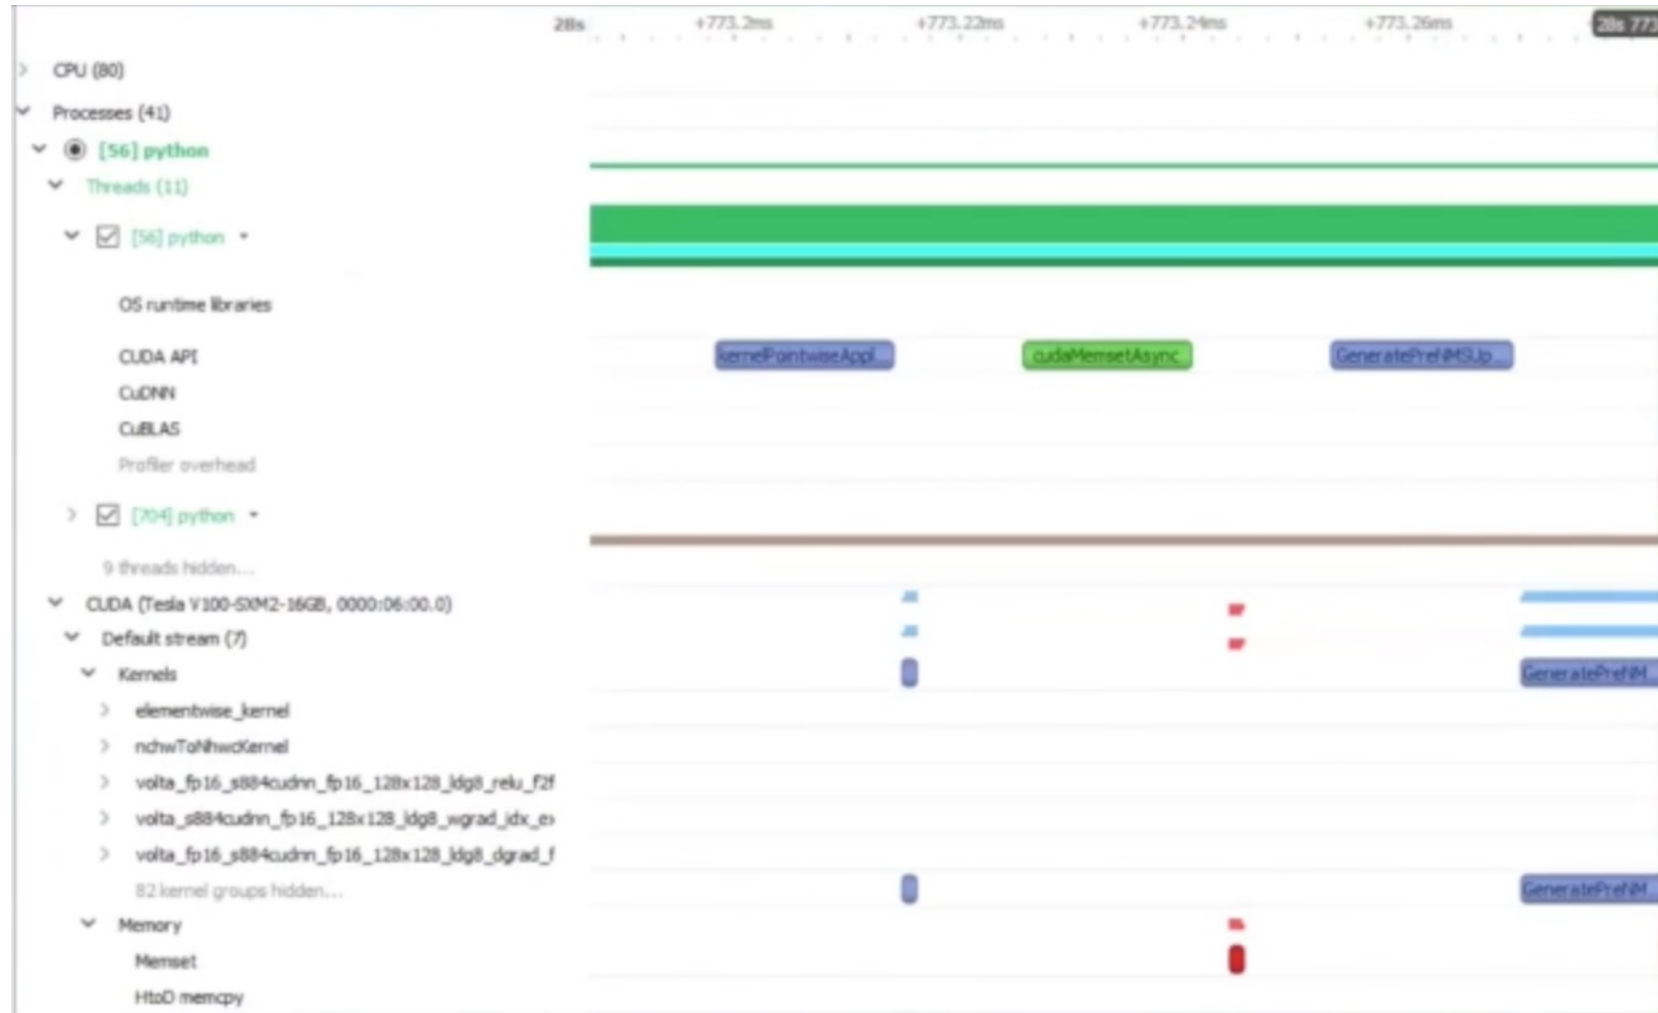 28s +773.2ms +773.22ms +773.24ms +773.26ms 28s 773
CPU (80)
Processes (41)
[56] python
Threads (11)
[56] python
OS runtime libraries
CUDA API kernelPointwiseAppl... cudaMemsetAsync GeneratePreNMSUp...
CuDNN
CuBLAS
Profiler overhead
[704] python
9 threads hidden...
CUDA (Tesla V100-SXM2-16GB, 0000:06:00.0)
Default stream (7)
Kernels GeneratePreNM...
elementwise_kernel
nchwToNhwcKernel
volta_fp16_s884cudnn_fp16_128x128_ldg8_relu_f2f
volta_s884cudnn_fp16_128x128_ldg8_wgrad_idx_ex
volta_fp16_s884cudnn_fp16_128x128_ldg8_dgrad_f
82 kernel groups hidden... GeneratePreNM...
Memory
Memset
HtoD memcpy